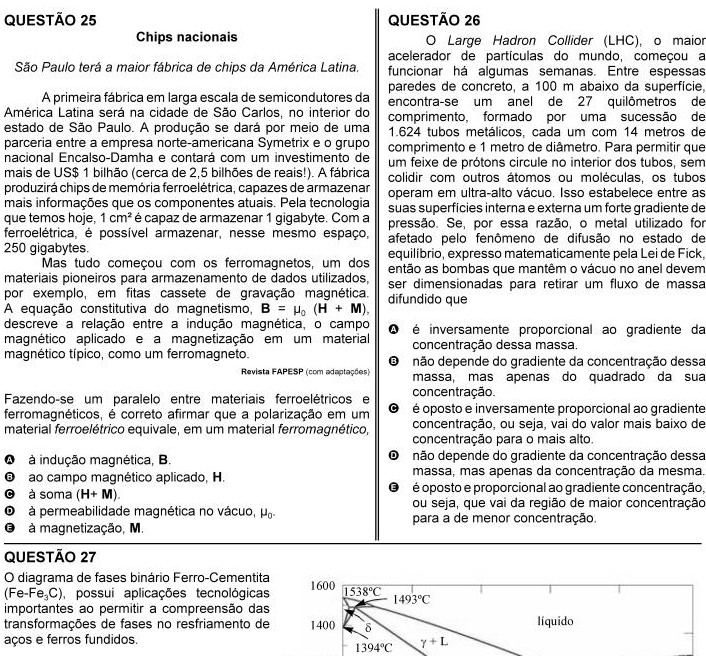 QUESTÃO 25
Chips nacionais
São Paulo terá a maior fábrica de chips da América Latina.
A primeira fábrica em larga escala de semicondutores da
América Latina será na cidade de São Carlos, no interior do
estado de São Paulo. A produção se dará por meio de uma
parceria entre a empresa norte-americana Symetrix e o grupo
nacional Encalso-Damha e contará com um investimento de
mais de US$ 1 bilhão (cerca de 2,5 bilhões de reais!). A fábrica
produzirá chips de memória ferroelétrica, capazes de armazenar
mais informações que os componentes atuais. Pela tecnologia
que temos hoje, 1 cm² é capaz de armazenar 1 gigabyte. Com a
ferroelétrica, é possível armazenar, nesse mesmo espaço,
250 gigabytes.
Mas tudo começou com os ferromagnetos, um dos
materiais pioneiros para armazenamento de dados utilizados,
por exemplo, em fitas cassete de gravação magnética.
A equação constitutiva do magnetismo, B = μ₀ (H + M),
descreve a relação entre a indução magnética, o campo
magnético aplicado e a magnetização em um material
magnético típico, como um ferromagneto.
Revista FAPESP (com adaptações)
Fazendo-se um paralelo entre materiais ferroelétricos e
ferromagnéticos, é correto afirmar que a polarização em um
material ferroelétrico equivale, em um material ferromagnético,
A à indução magnética, B.
B ao campo magnético aplicado, H.
C à soma (H+ M).
D à permeabilidade magnética no vácuo, μ₀.
E à magnetização, M.
QUESTÃO 26
O Large Hadron Collider (LHC), o maior
acelerador de partículas do mundo, começou a
funcionar há algumas semanas. Entre espessas
paredes de concreto, a 100 m abaixo da superfície,
encontra-se um anel de 27 quilômetros de
comprimento, formado por uma sucessão de
1.624 tubos metálicos, cada um com 14 metros de
comprimento e 1 metro de diâmetro. Para permitir que
um feixe de prótons circule no interior dos tubos, sem
colidir com outros átomos ou moléculas, os tubos
operam em ultra-alto vácuo. Isso estabelece entre as
suas superfícies interna e externa um forte gradiente de
pressão. Se, por essa razão, o metal utilizado for
afetado pelo fenômeno de difusão no estado de
equilíbrio, expresso matematicamente pela Lei de Fick,
então as bombas que mantêm o vácuo no anel devem
ser dimensionadas para retirar um fluxo de massa
difundido que
A é inversamente proporcional ao gradiente da
concentração dessa massa.
B não depende do gradiente da concentração dessa
massa, mas apenas do quadrado da sua
concentração.
C é oposto e inversamente proporcional ao gradiente
concentração, ou seja, vai do valor mais baixo de
concentração para o mais alto.
D não depende do gradiente da concentração dessa
massa, mas apenas da concentração da mesma.
E é oposto e proporcional ao gradiente concentração,
ou seja, que vai da região de maior concentração
para a de menor concentração.
QUESTÃO 27
O diagrama de fases binário Ferro-Cementita
(Fe-Fe₃C), possui aplicações tecnológicas
importantes ao permitir a compreensão das
transformações de fases no resfriamento de
aços e ferros fundidos.
1600
1538ºC
1493ºC
líquido
1400
δ
γ + L
1394ºC